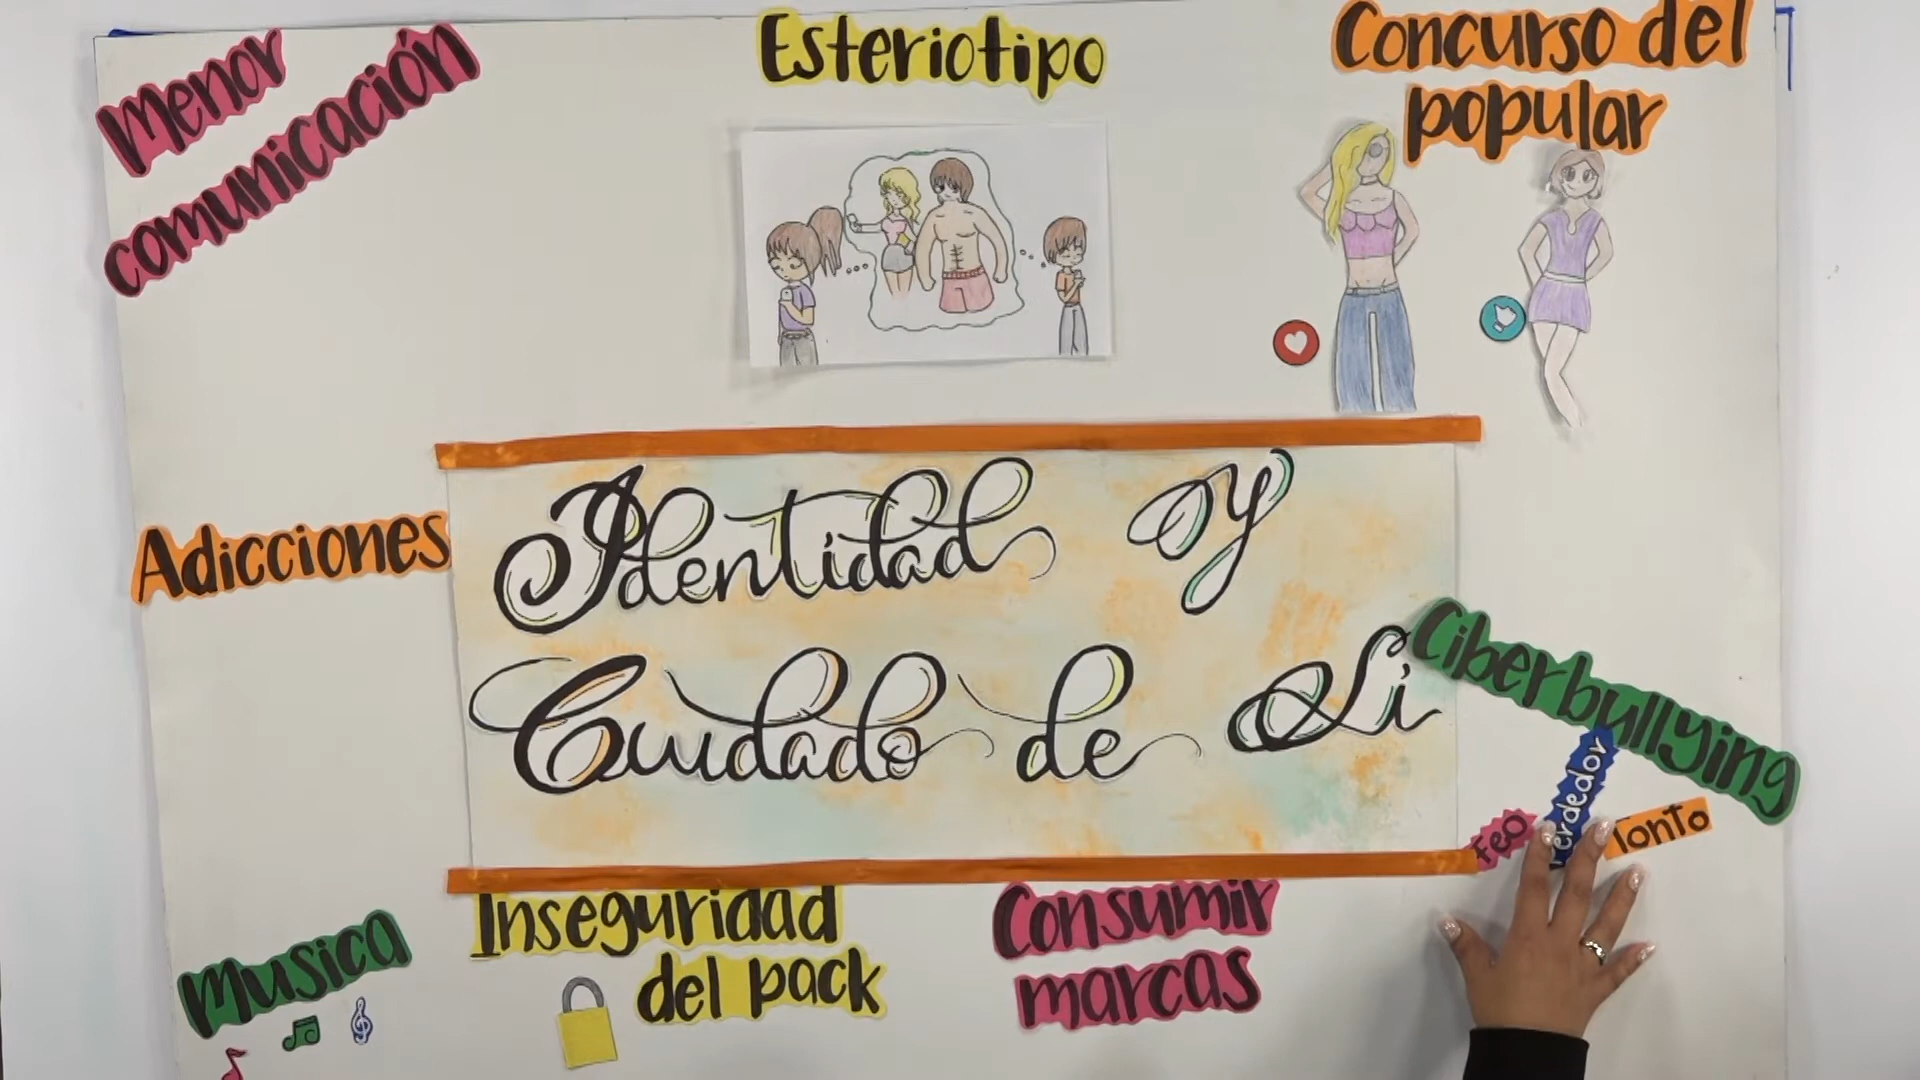 Menor
comunicación
Esteriotipo
Concurso del
popular
Adicciones
Identidad y
Cuidado de Si
Ciberbullying
Feo
Perdedor
Tonto
Musica
Inseguridad
del pack
Consumir
marcas